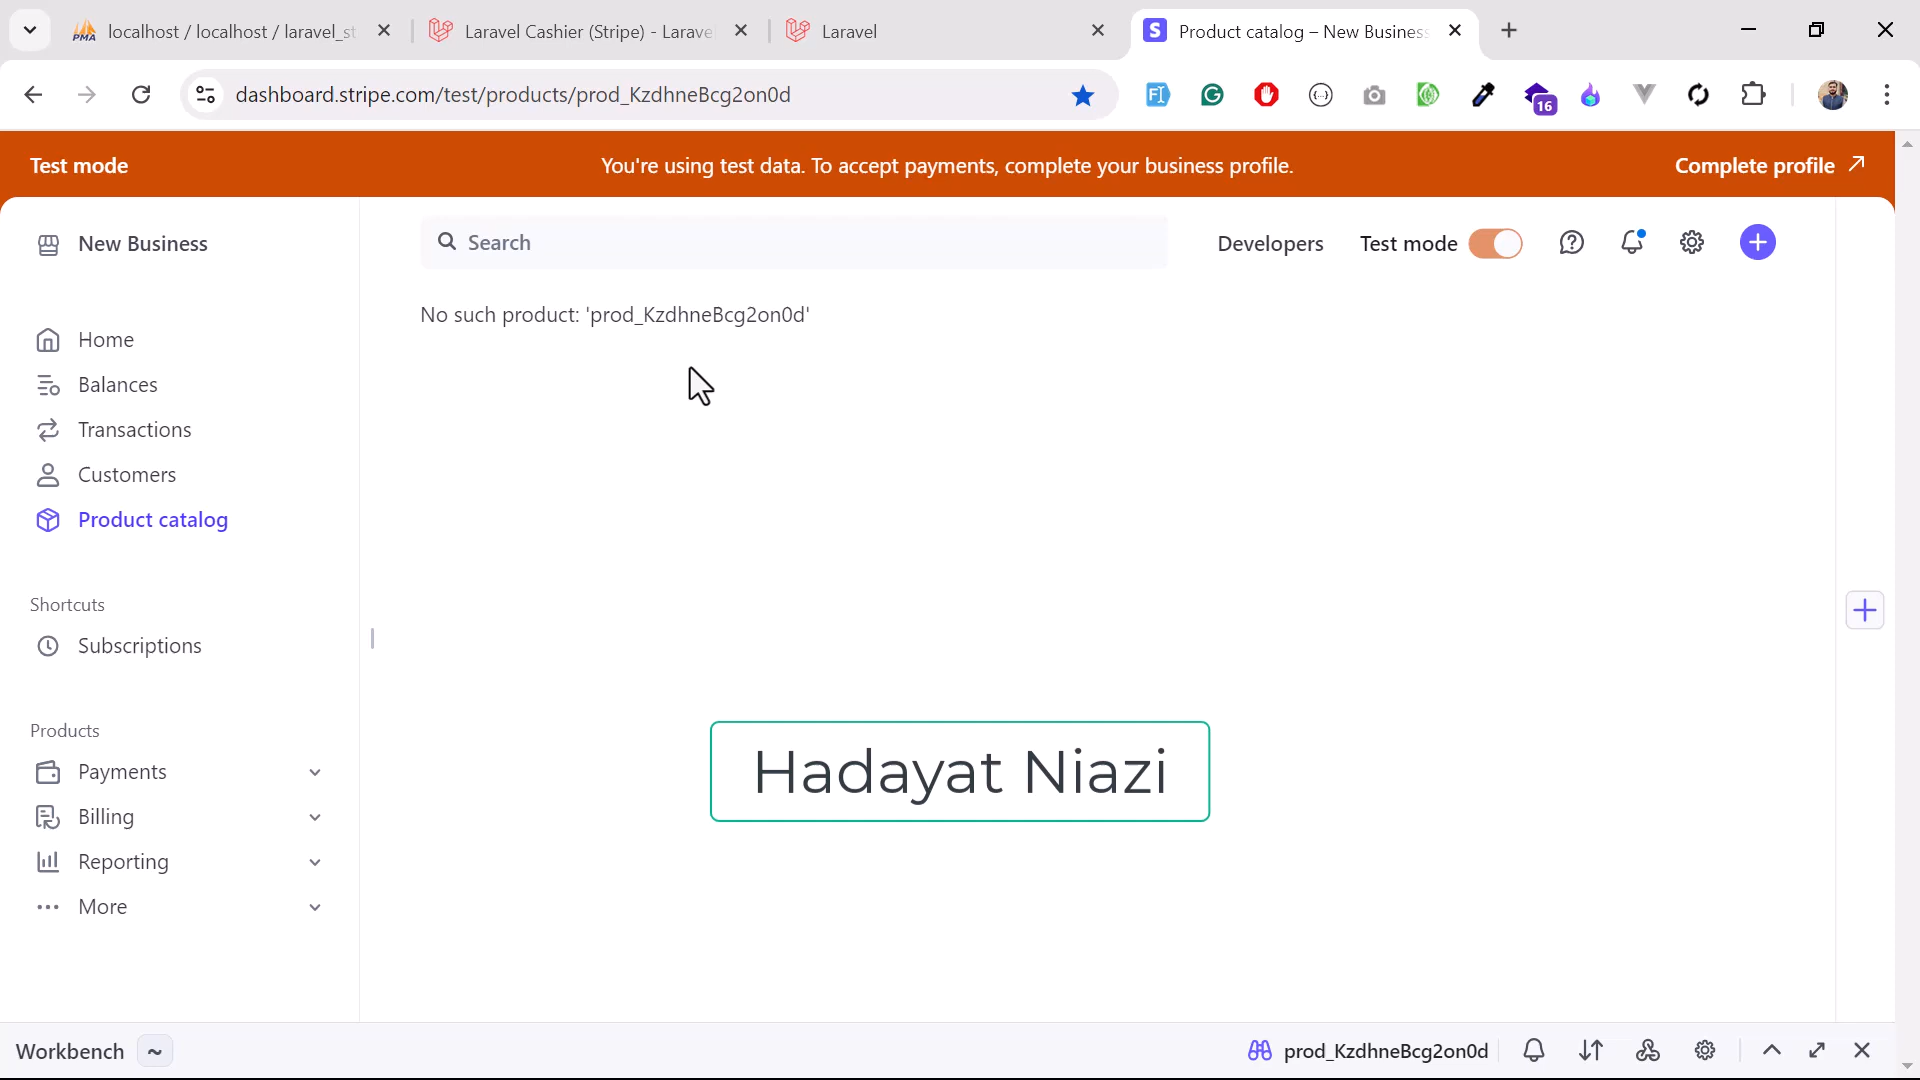 localhost / localhost / laravel_st
Laravel Cashier (Stripe) - Larave
Laravel
Product catalog – New Business
dashboard.stripe.com/test/products/prod_KzdhneBcg2on0d
16
Test mode
You're using test data. To accept payments, complete your business profile.
Complete profile
New Business
Search
Developers
Test mode
No such product: 'prod_KzdhneBcg2on0d'
Home
Balances
Transactions
Customers
Product catalog
Shortcuts
Subscriptions
Products
Payments
Billing
Reporting
More
Hadayat Niazi
Workbench
~
prod_KzdhneBcg2on0d